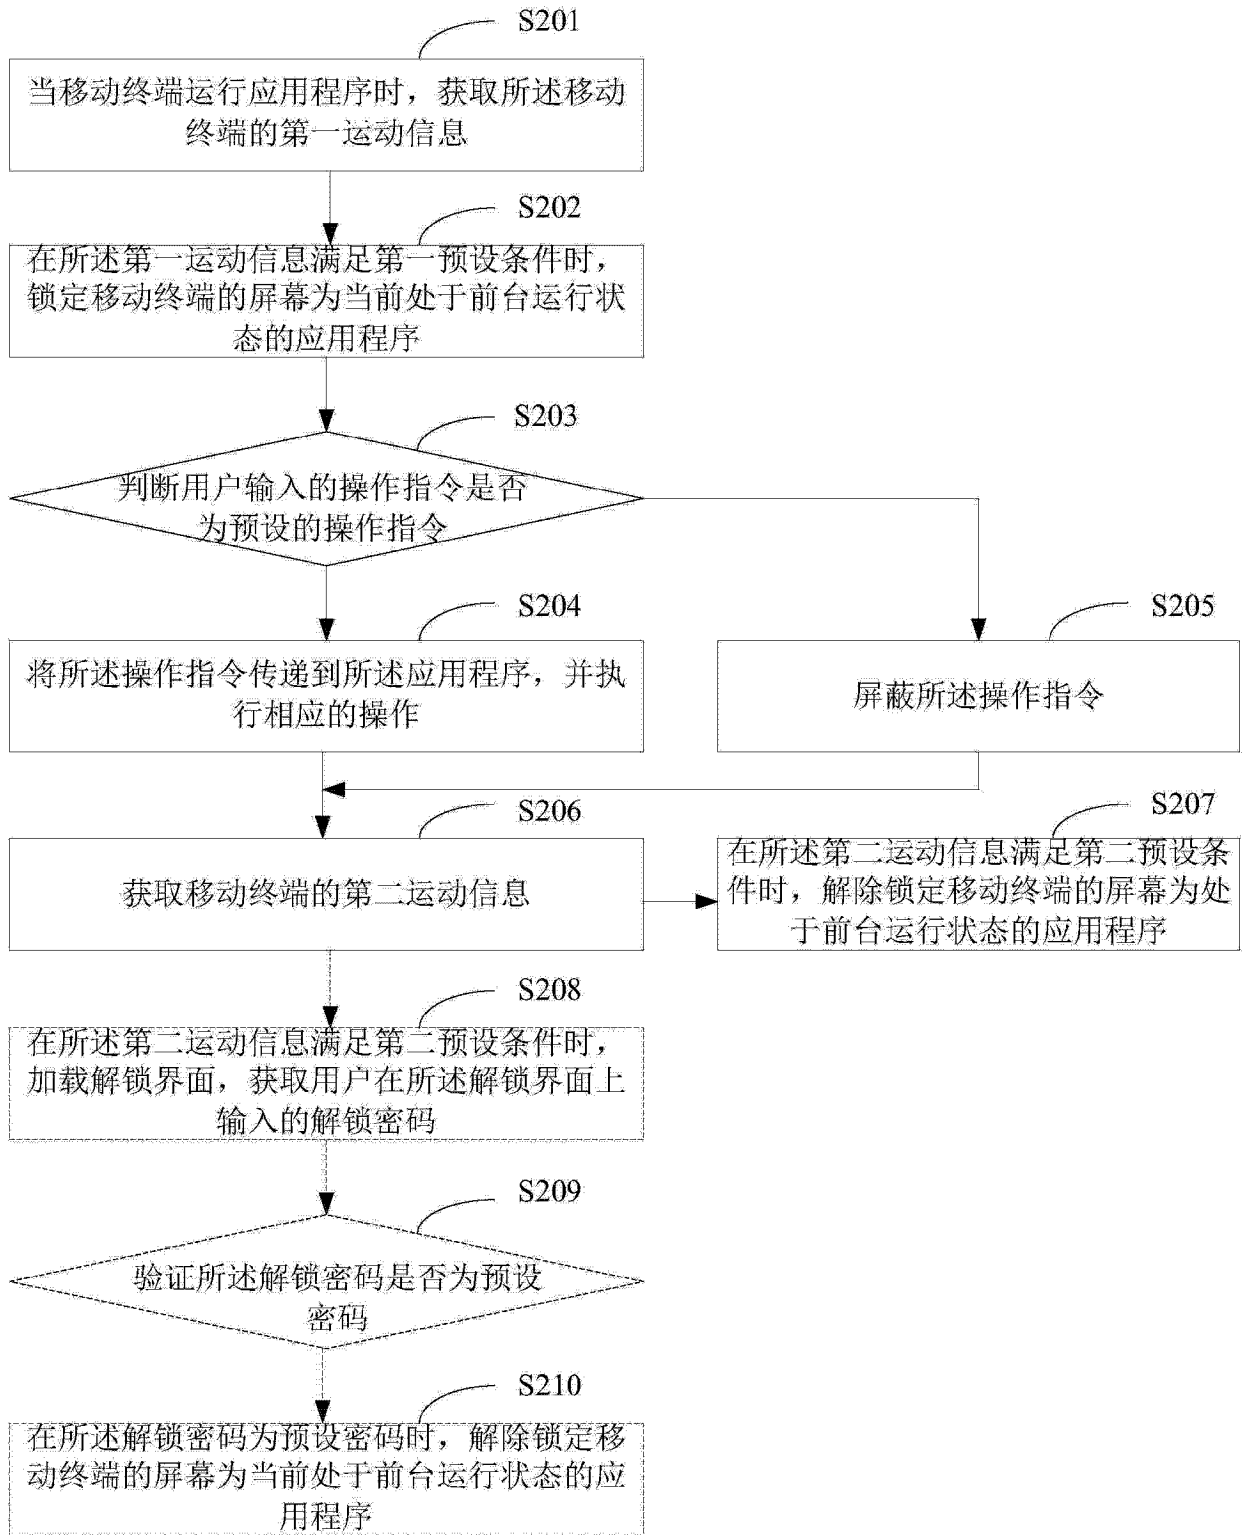 S201
当移动终端运行应用程序时，获取所述移动
终端的第一运动信息
S202
在所述第一运动信息满足第一预设条件时，
锁定移动终端的屏幕为当前处于前台运行状
态的应用程序
S203
判断用户输入的操作指令是否
为预设的操作指令
S204
将所述操作指令传递到所述应用程序，并执
行相应的操作
S205
屏蔽所述操作指令
S206
获取移动终端的第二运动信息
S207
在所述第二运动信息满足第二预设条
件时，解除锁定移动终端的屏幕为处
于前台运行状态的应用程序
S208
在所述第二运动信息满足第二预设条件时，
加载解锁界面，获取用户在所述解锁界面上
输入的解锁密码
S209
验证所述解锁密码是否为预设
密码
S210
在所述解锁密码为预设密码时，解除锁定移
动终端的屏幕为当前处于前台运行状态的应
用程序